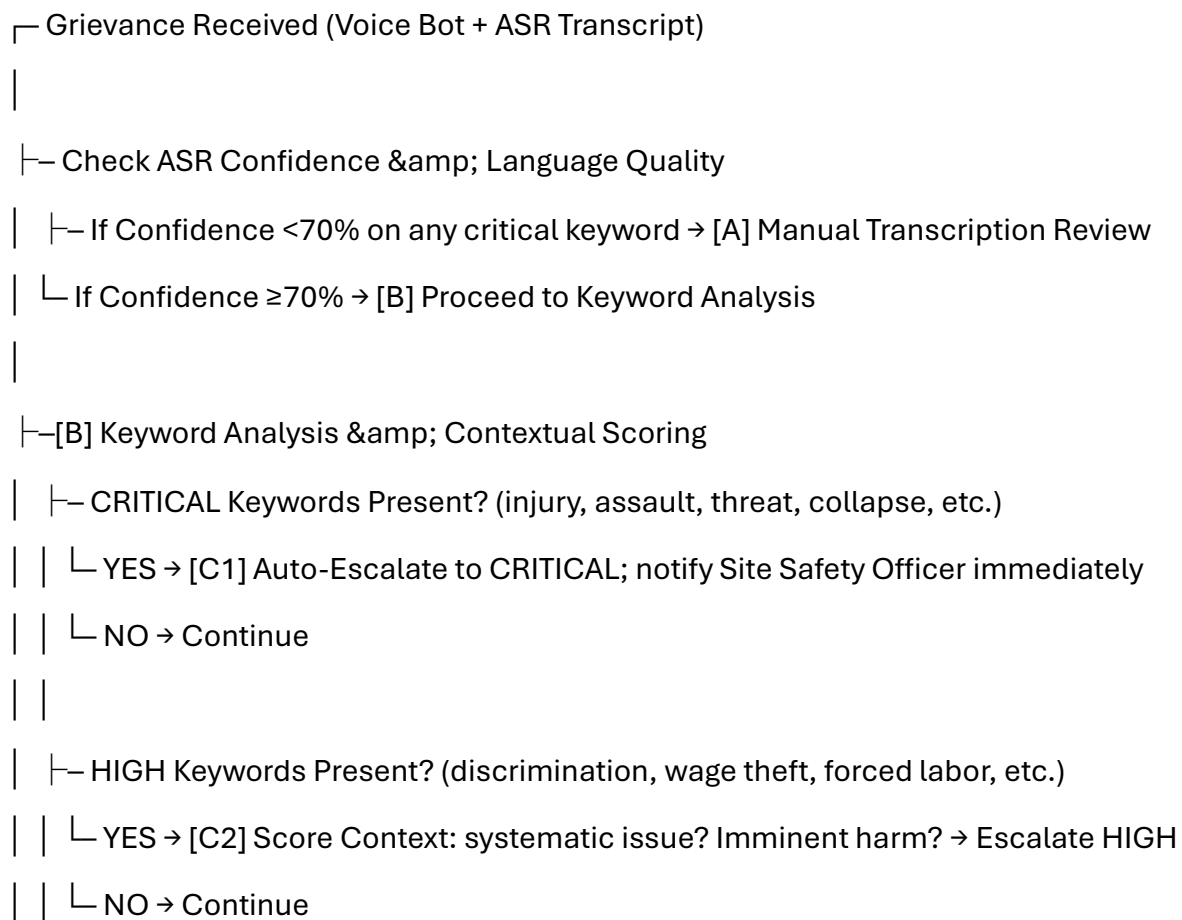 ┌─ Grievance Received (Voice Bot + ASR Transcript)
│
├─ Check ASR Confidence &amp; Language Quality
│ ├─ If Confidence <70% on any critical keyword → [A] Manual Transcription Review
│ └─ If Confidence ≥70% → [B] Proceed to Keyword Analysis
│
├─[B] Keyword Analysis &amp; Contextual Scoring
│ ├─ CRITICAL Keywords Present? (injury, assault, threat, collapse, etc.)
│ │ └─ YES → [C1] Auto-Escalate to CRITICAL; notify Site Safety Officer immediately
│ │ └─ NO → Continue
│ │
│ ├─ HIGH Keywords Present? (discrimination, wage theft, forced labor, etc.)
│ │ └─ YES → [C2] Score Context: systematic issue? Imminent harm? → Escalate HIGH
│ │ └─ NO → Continue